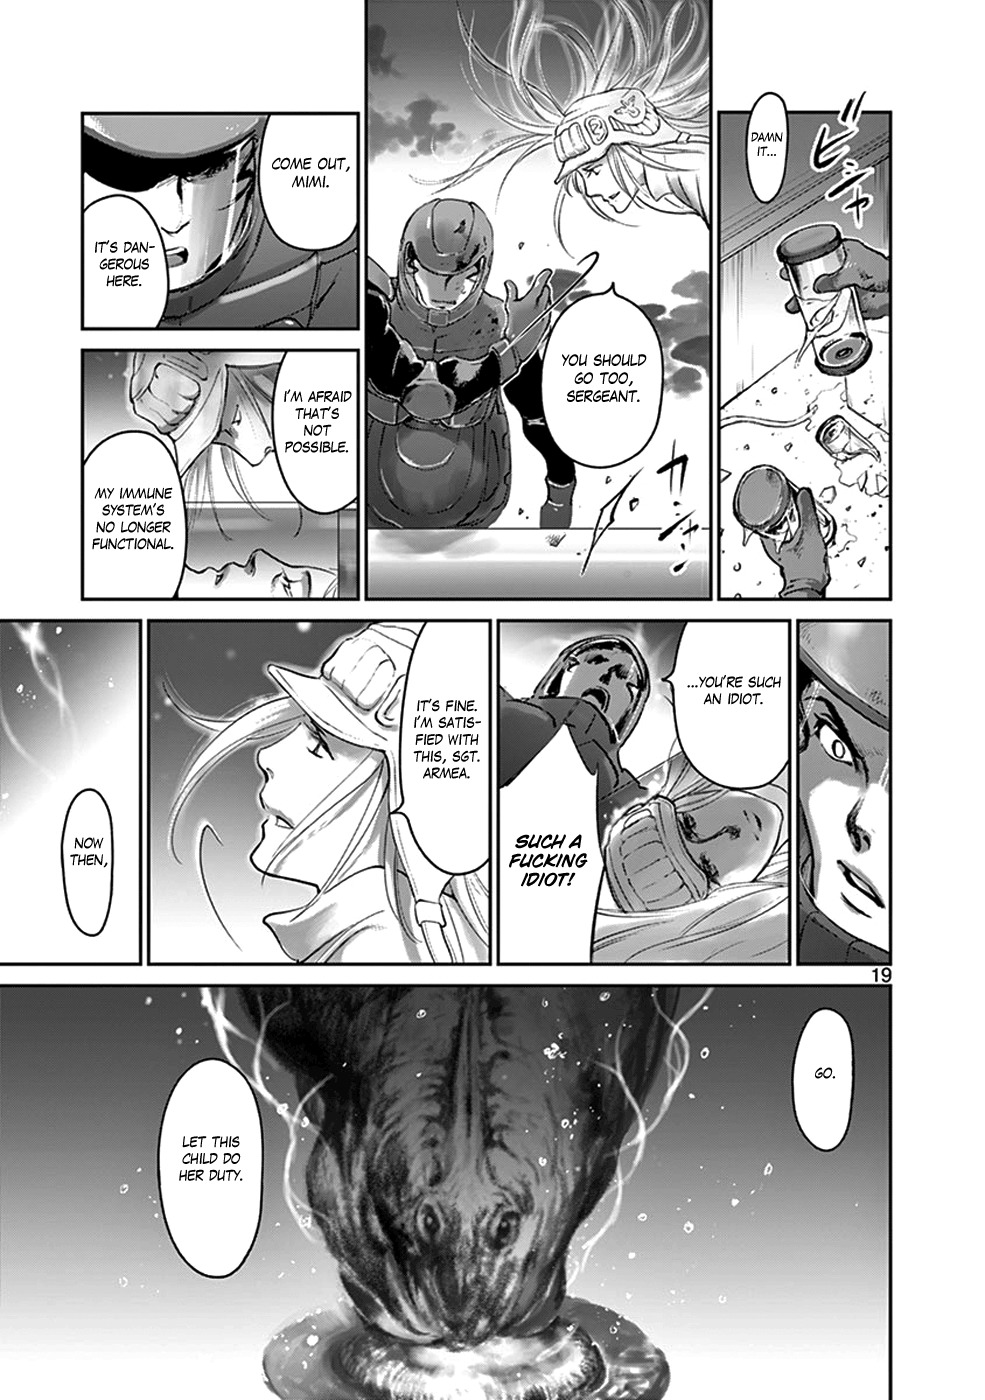 DAMN
IT...
ビシャ
YOU SHOULD
GO TOO,
SERGEANT.
COME OUT,
MIMI.
IT'S DAN-
GEROUS
HERE.
I'M AFRAID
THAT'S
NOT
POSSIBLE.
MY IMMUNE
SYSTEM'S
NO LONGER
FUNCTIONAL.
...YOU'RE SUCH
AN IDIOT.
SUCH A
FUCKING
IDIOT!
IT'S FINE.
I'M SATIS-
FIED WITH
THIS, SGT.
ARMEA.
NOW
THEN,
19
GO.
LET THIS
CHILD DO
HER DUTY.